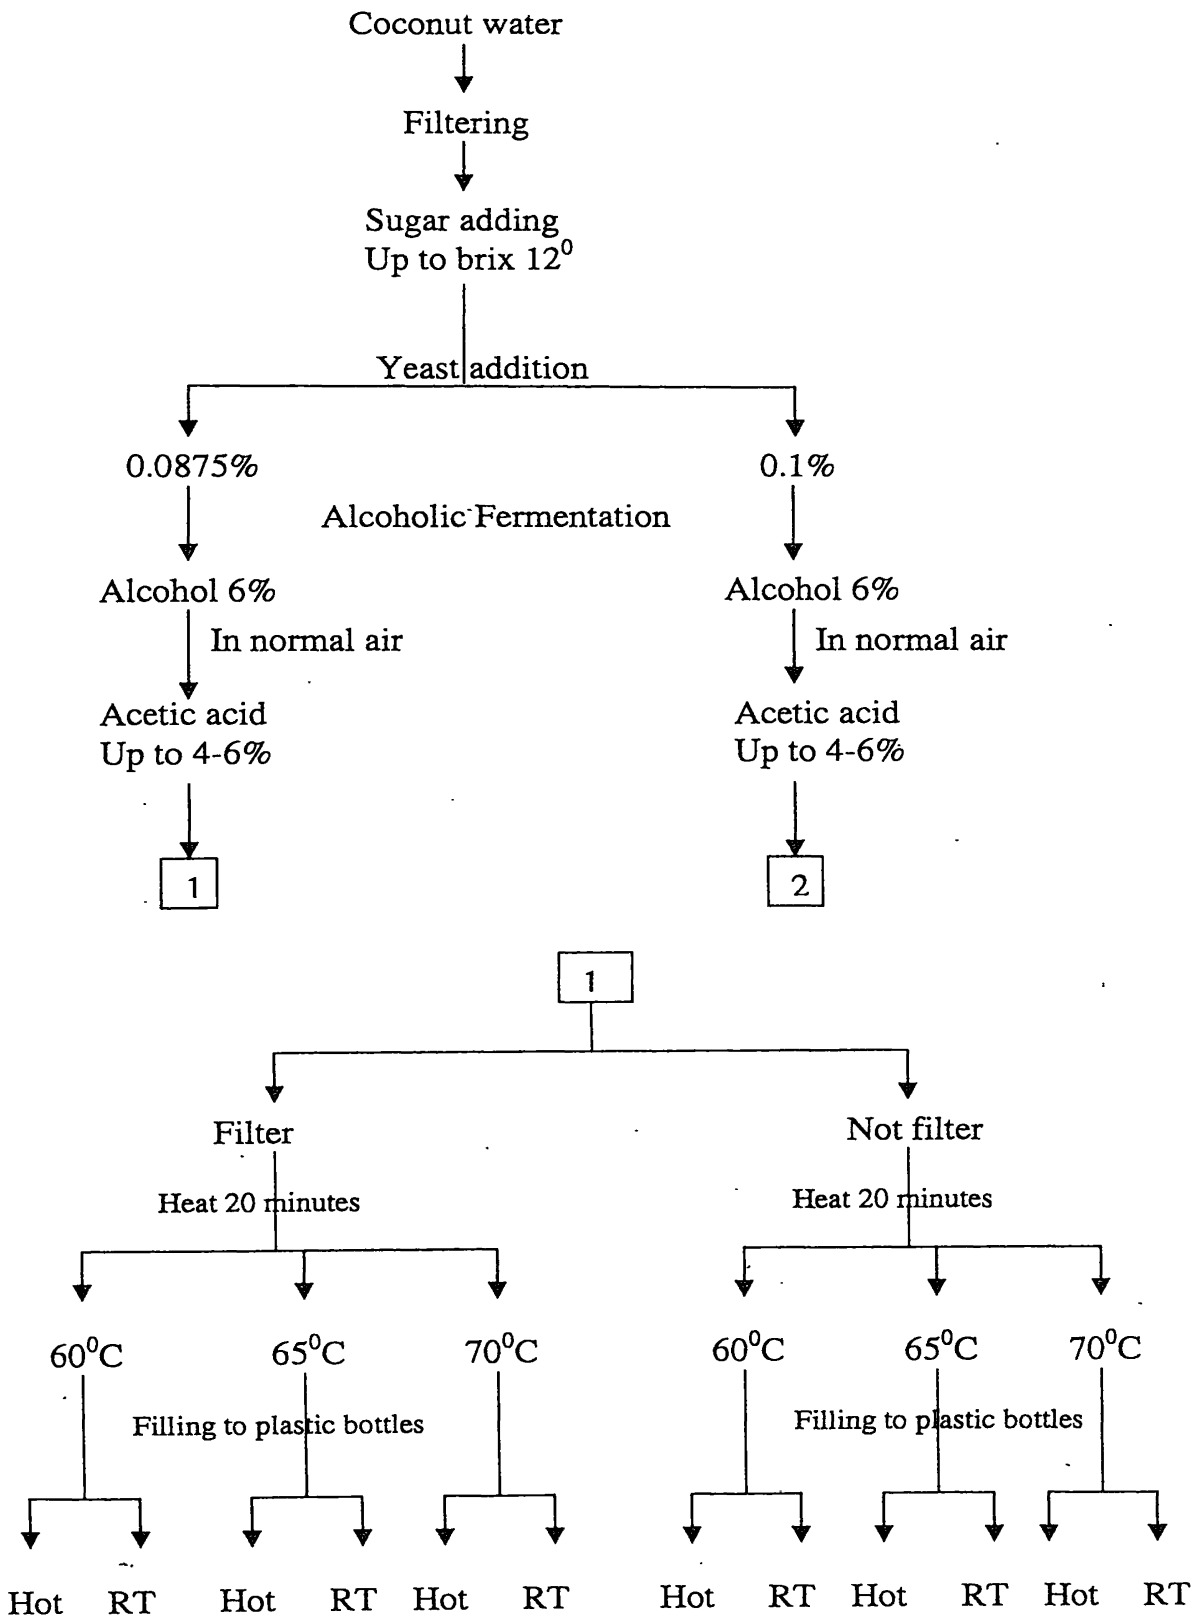 Coconut water
Filtering
Sugar adding
Up to brix 12⁰
Yeast addition
0.0875% 0.1%
Alcoholic Fermentation
Alcohol 6% Alcohol 6%
In normal air In normal air
Acetic acid Acetic acid
Up to 4-6% Up to 4-6%
1 2
1
Filter Not filter
Heat 20 minutes Heat 20 minutes
60⁰C 65⁰C 70⁰C 60⁰C 65⁰C 70⁰C
Filling to plastic bottles Filling to plastic bottles
Hot RT Hot RT Hot RT Hot RT Hot RT Hot RT